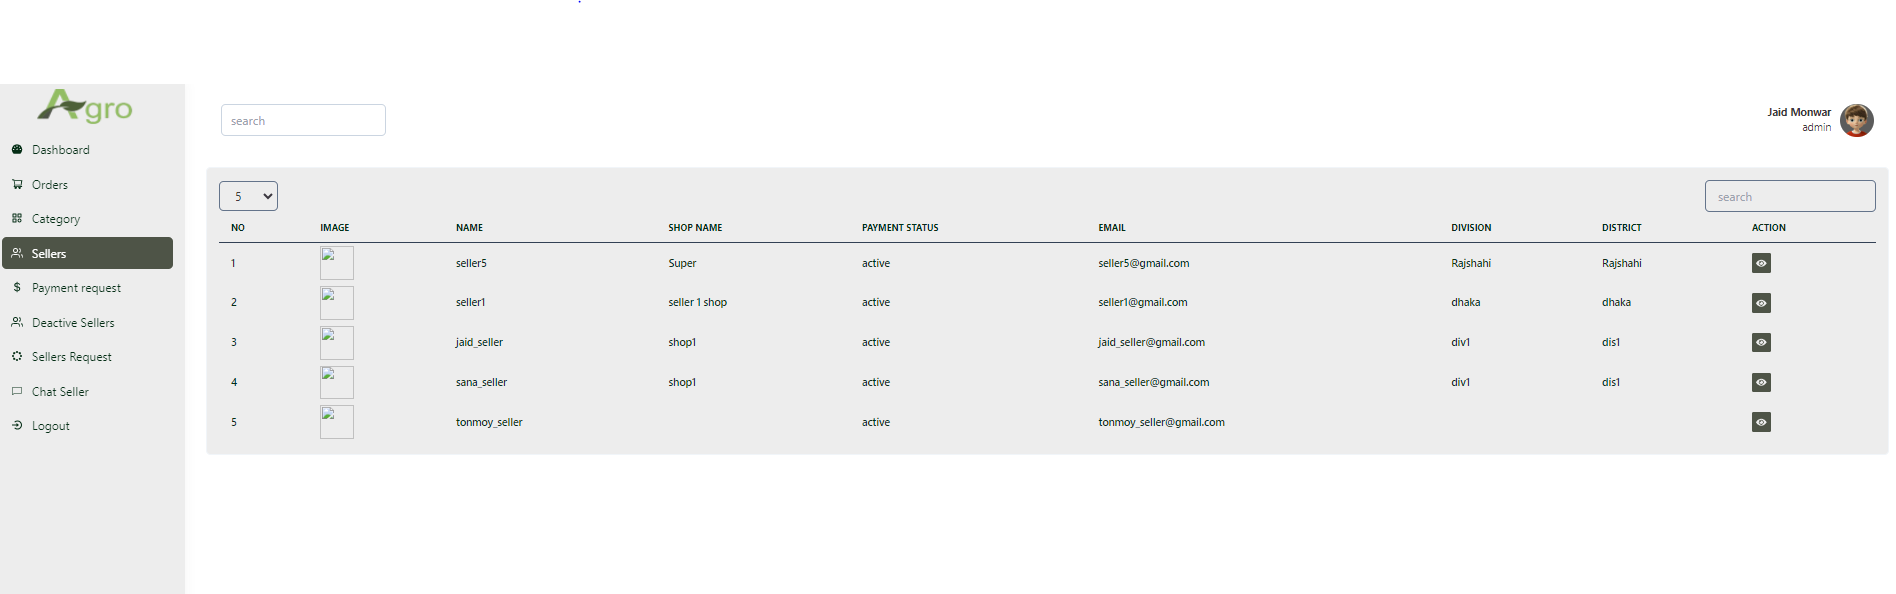 Agro
Dashboard
Orders
Category
Sellers
Payment request
Deactive Sellers
Sellers Request
Chat Seller
Logout
search
Jaid Monwar
admin
5
search
NO IMAGE NAME SHOP NAME PAYMENT STATUS EMAIL DIVISION DISTRICT ACTION
1 seller5 Super active seller5@gmail.com Rajshahi Rajshahi
2 seller1 seller 1 shop active seller1@gmail.com dhaka dhaka
3 jaid_seller shop1 active jaid_seller@gmail.com div1 dis1
4 sana_seller shop1 active sana_seller@gmail.com div1 dis1
5 tonmoy_seller active tonmoy_seller@gmail.com